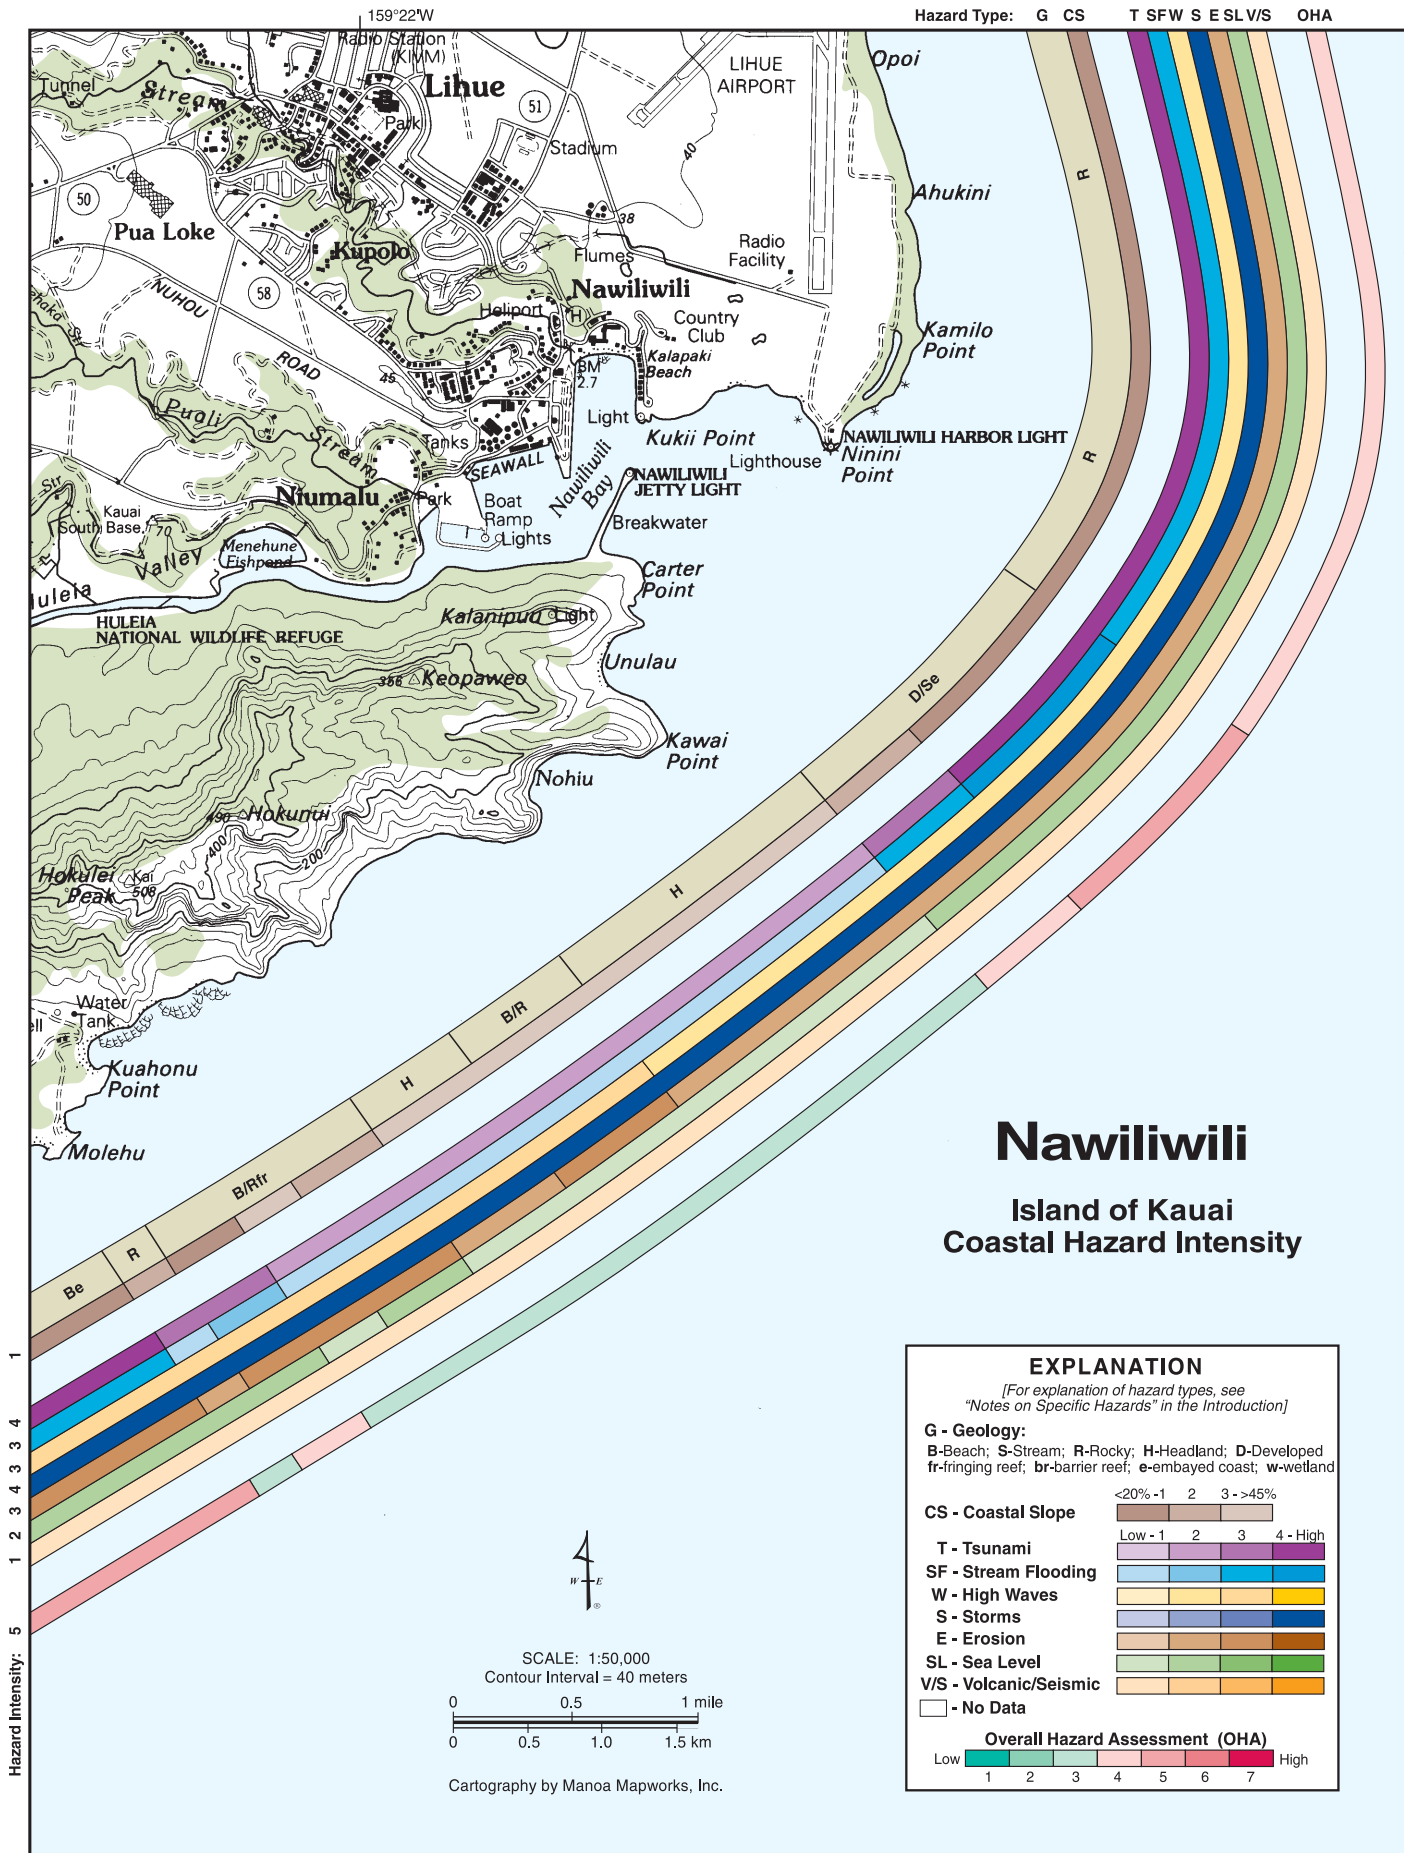 159°22'W
Hazard Type: G CS T SF W S E SL V/S OHA
Radio Station
(KIVM)
Lihue
Tunnel
Stream
Park
51
Stadium
LIHUE
AIRPORT
Opoi
40
50
Pua Loke
Ahukini
R
38
Kupolo
Flumes
Radio
Facility
58
NUHOU
ROAD
Nawiliwili
Heliport
H
Country
Club
Kamilo
Point
BM
2.7
Kalapaki
Beach
45
Puali
Stream
Light
Kukii Point
NAWILIWILI HARBOR LIGHT
Lighthouse
Ninini
Point
Tanks
SEAWALL
Nawiliwili
Bay
NAWILIWILI
JETTY LIGHT
R
Str
Niumalu
Park
Boat
Ramp
Lights
Breakwater
Kauai
South Base
70
Valley
Menehune
Fishpond
Carter
Point
HULEIA
NATIONAL WILDLIFE REFUGE
Kalanipuu
Light
Unulau
356
Keopaweo
D/Se
Kawai
Point
Nohiu
490
Hokunui
400
200
Hokulei
Peak
Kai
508
H
Water
Tank
B/R
Kuahonu
Point
H
Molehu
B/Rfr
R
Be
Nawiliwili
Island of Kauai
Coastal Hazard Intensity
Hazard Intensity: 5 1 2 3 4 3 3 4 1
EXPLANATION
[For explanation of hazard types, see
"Notes on Specific Hazards" in the Introduction]
G - Geology:
B-Beach; S-Stream; R-Rocky; H-Headland; D-Developed
fr-fringing reef; br-barrier reef; e-embayed coast; w-wetland
<20% -1 2 3 - >45%
CS - Coastal Slope
Low - 1 2 3 4 - High
T - Tsunami
SF - Stream Flooding
W - High Waves
S - Storms
E - Erosion
SL - Sea Level
V/S - Volcanic/Seismic
- No Data
Overall Hazard Assessment (OHA)
Low High
1 2 3 4 5 6 7
W E
SCALE: 1:50,000
Contour Interval = 40 meters
0 0.5 1 mile
0 0.5 1.0 1.5 km
Cartography by Manoa Mapworks, Inc.